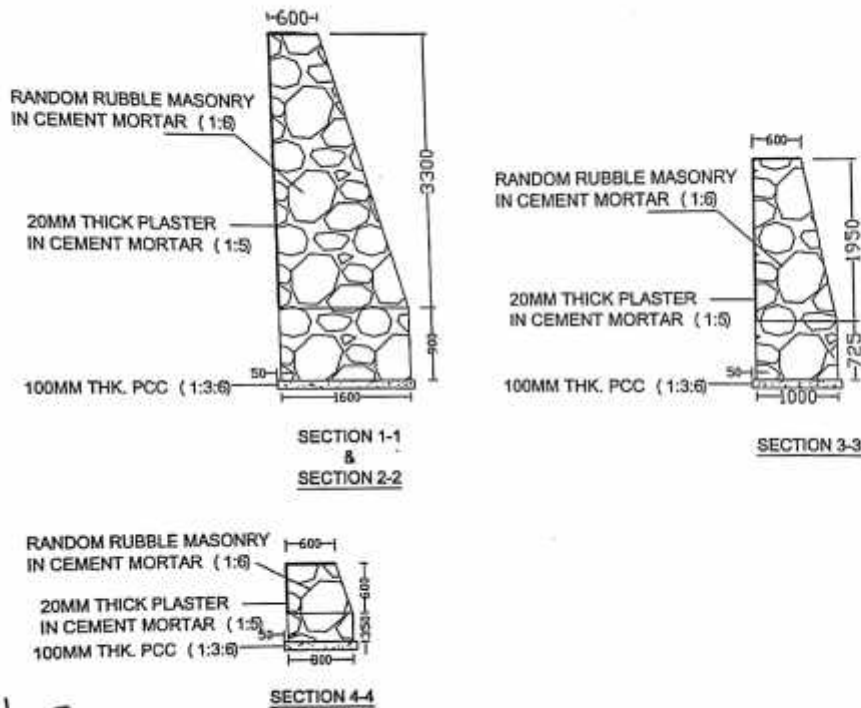 600
RANDOM RUBBLE MASONRY
IN CEMENT MORTAR ( 1:6)
3300
20MM THICK PLASTER
IN CEMENT MORTAR ( 1:5)
900
50
100MM THK. PCC ( 1:3:6)
1600
SECTION 1-1
&
SECTION 2-2
600
RANDOM RUBBLE MASONRY
IN CEMENT MORTAR ( 1:6)
1950
20MM THICK PLASTER
IN CEMENT MORTAR ( 1:5)
725
50
100MM THK. PCC ( 1:3:6)
1000
SECTION 3-3
RANDOM RUBBLE MASONRY
IN CEMENT MORTAR ( 1:6)
600
600
20MM THICK PLASTER
IN CEMENT MORTAR ( 1:5)
350
50
100MM THK. PCC ( 1:3:6)
800
SECTION 4-4